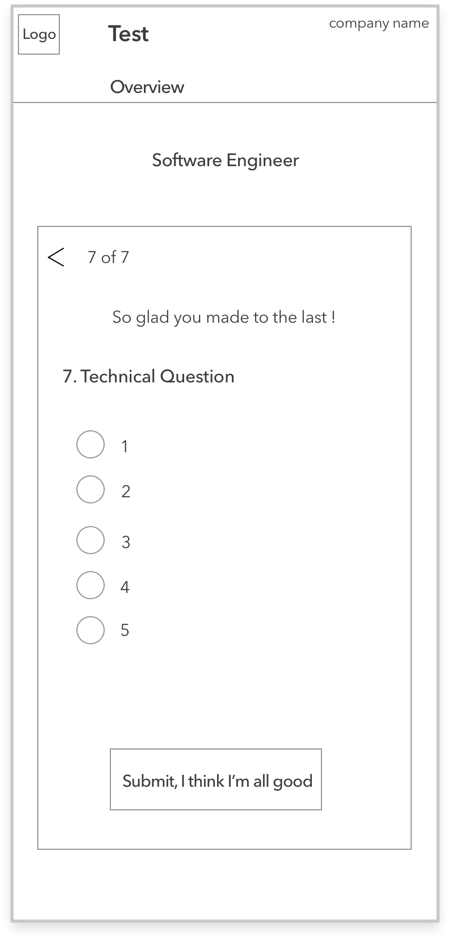 Logo
Test
company name
Overview
Software Engineer
< 7 of 7
So glad you made to the last !
7. Technical Question
1
2
3
4
5
Submit, I think I'm all good